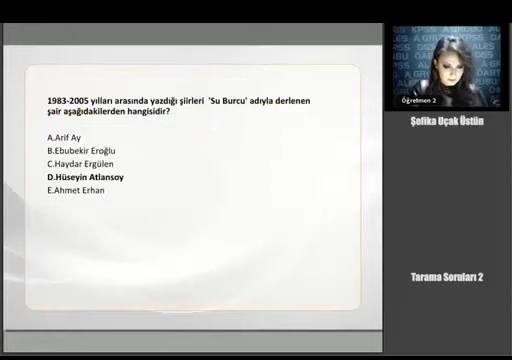 1983-2005 yılları arasında yazdığı şiirleri 'Su Burcu' adıyla derlenen
şair aşağıdakilerden hangisidir?
A.Arif Ay
B.Ebubekir Eroğlu
C.Haydar Ergülen
D.Hüseyin Atlansoy
E.Ahmet Erhan
Öğretmen 2
Şefika Uçak Üstün
Tarama Soruları 2